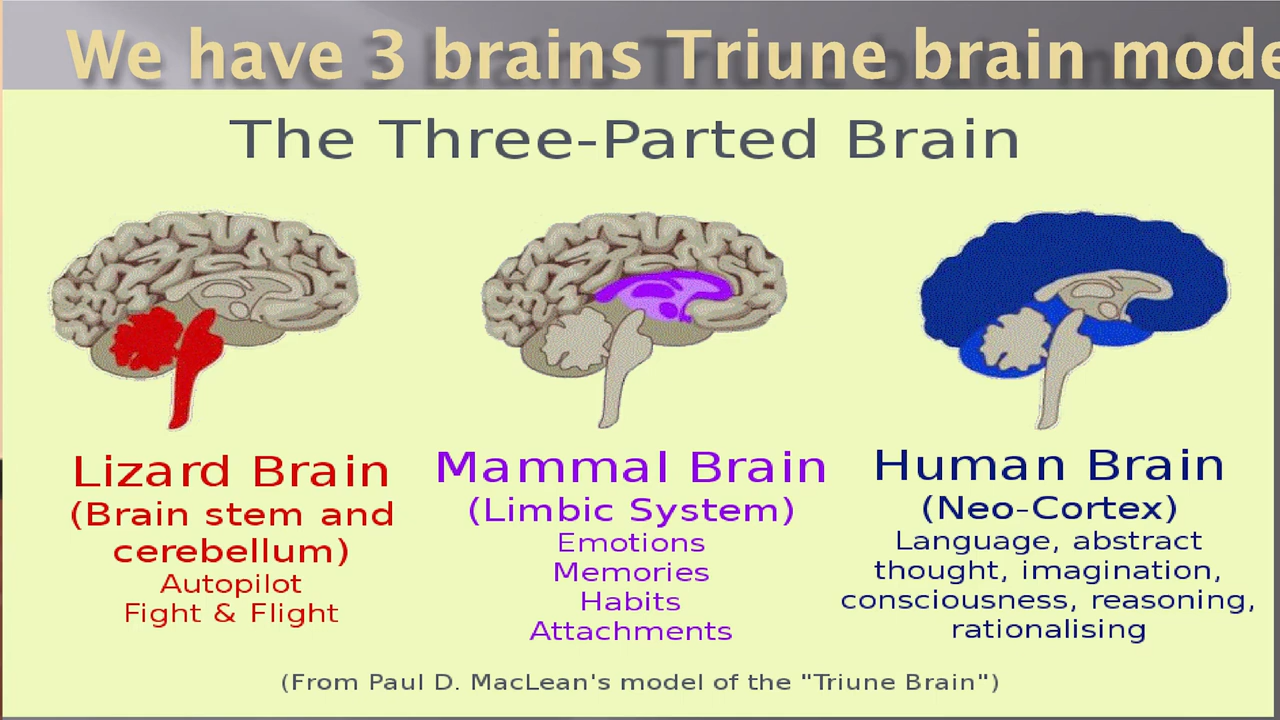 We have 3 brains Triune brain mode
The Three-Parted Brain
Lizard Brain
(Brain stem and
cerebellum)
Autopilot
Fight & Flight
Mammal Brain
(Limbic System)
Emotions
Memories
Habits
Attachments
Human Brain
(Neo-Cortex)
Language, abstract
thought, imagination,
consciousness, reasoning,
rationalising
(From Paul D. MacLean's model of the "Triune Brain")